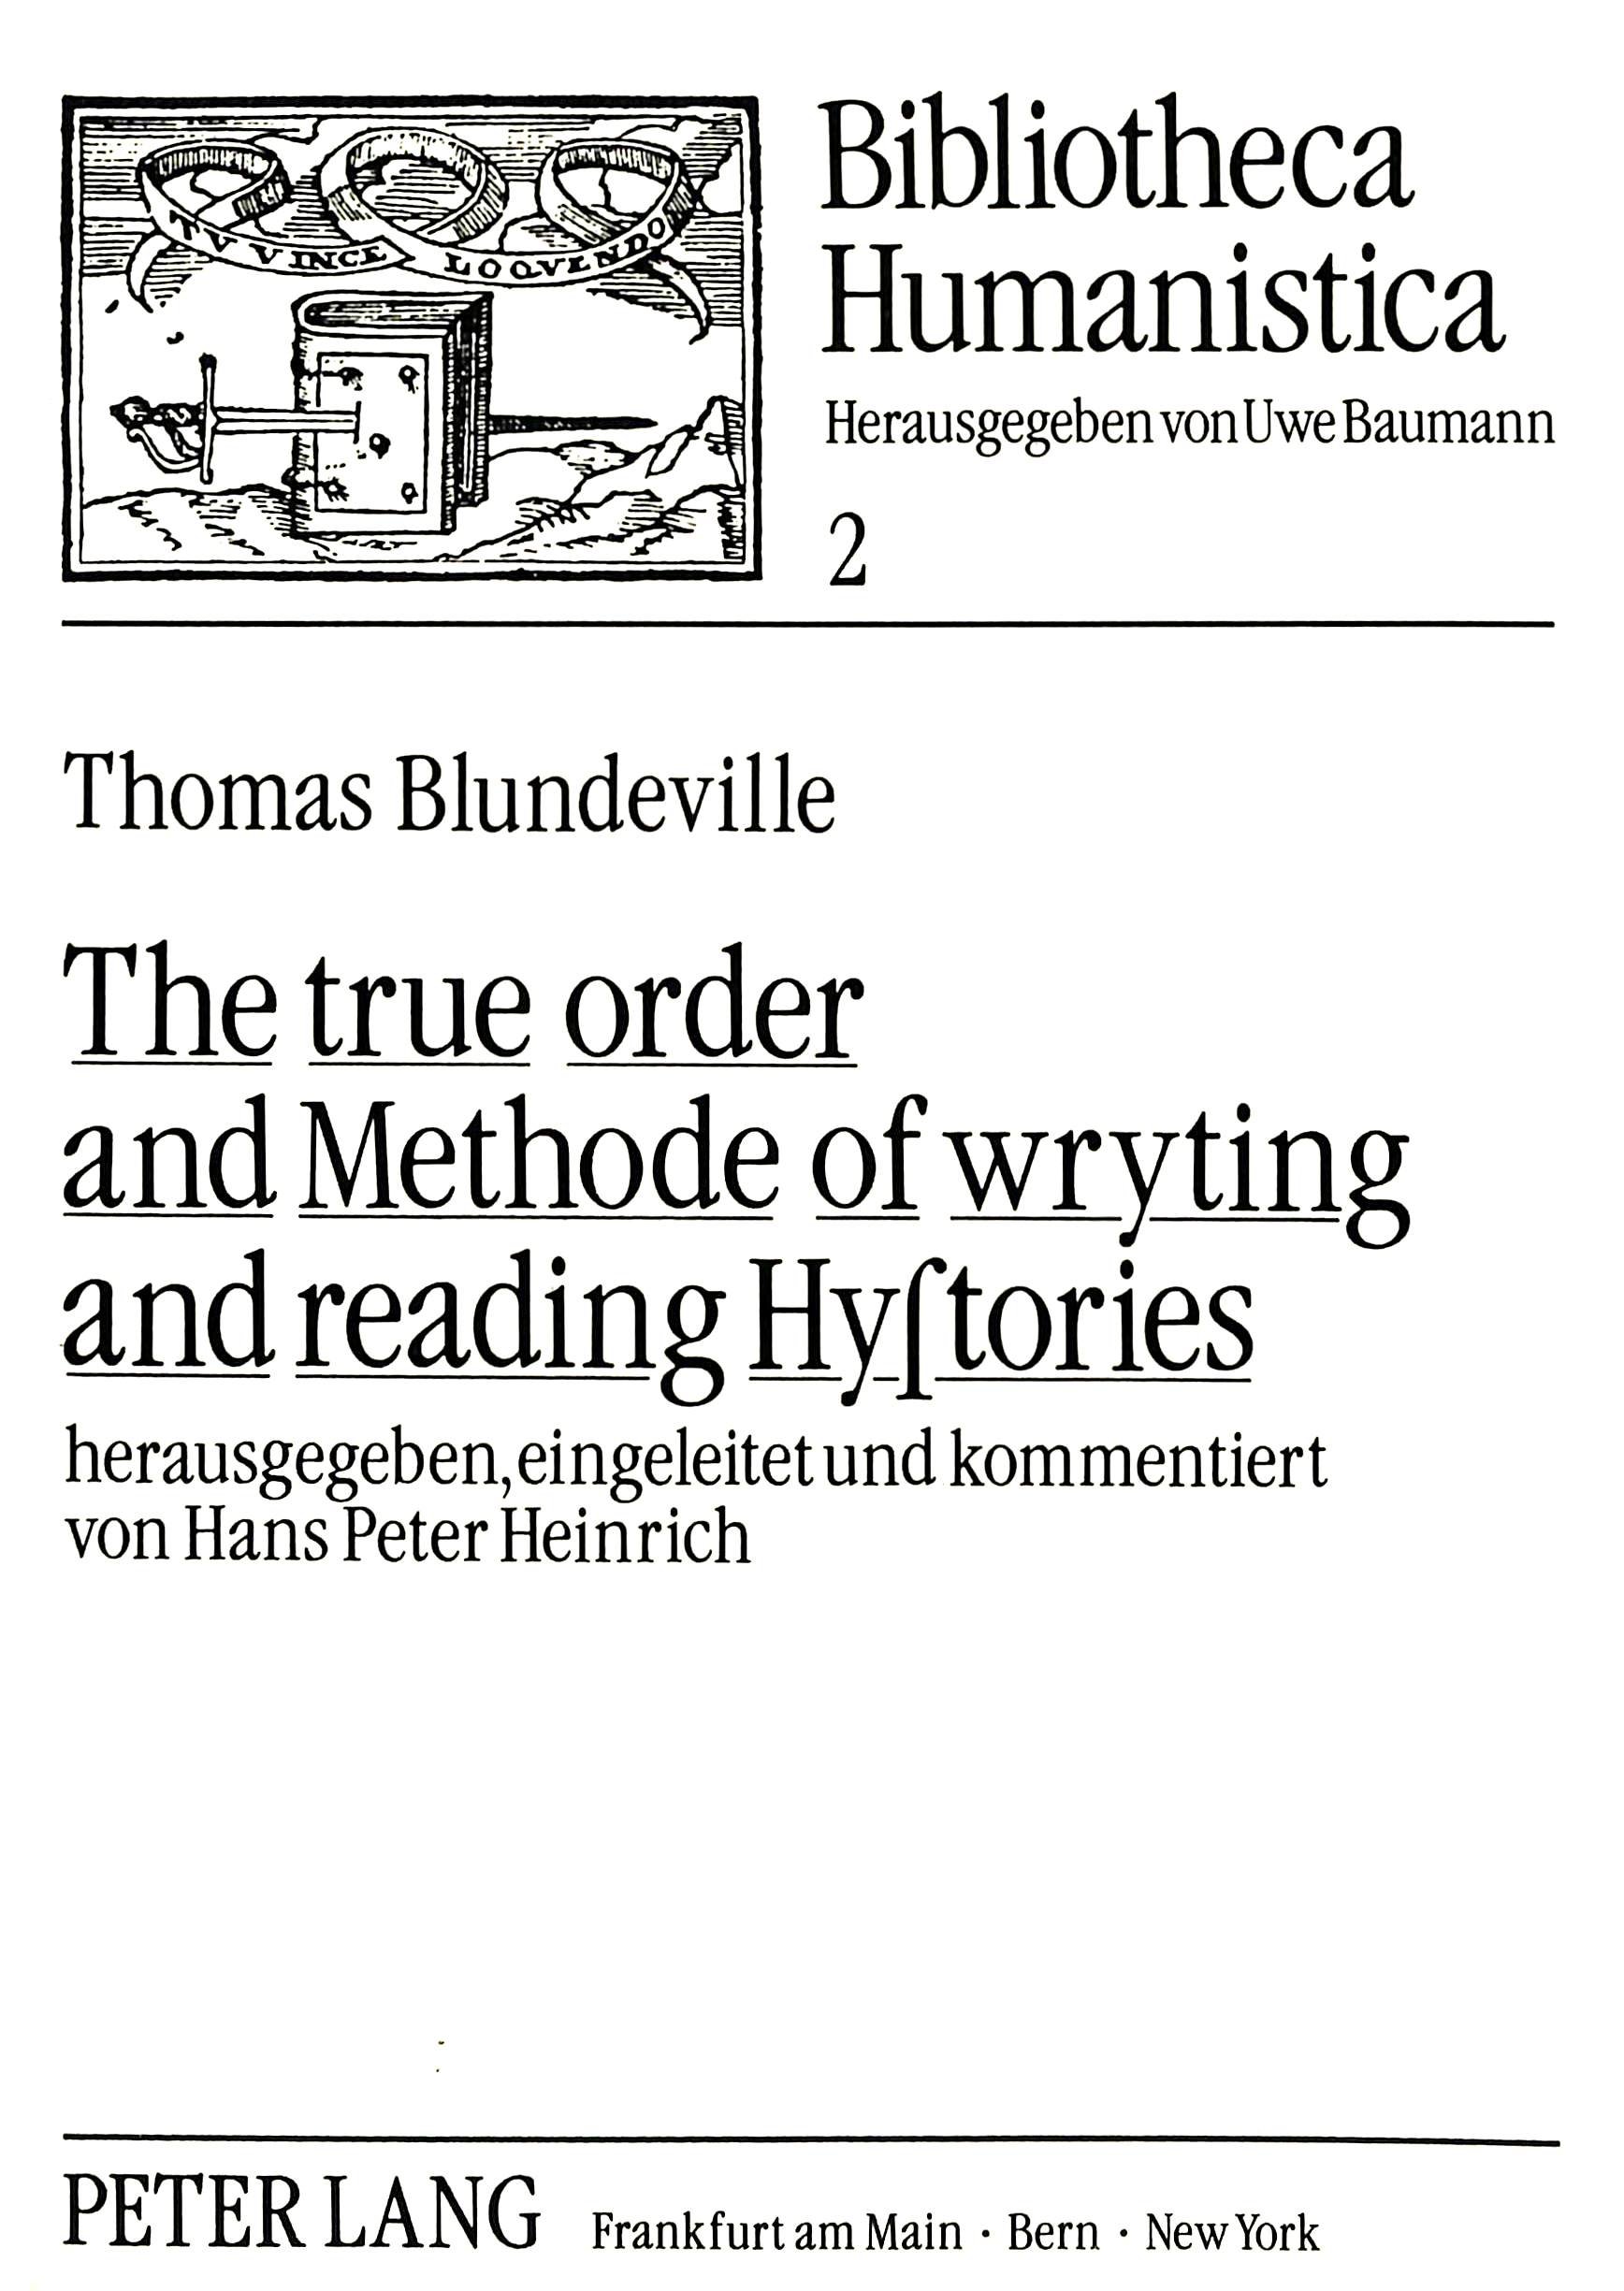 TV VINCE LOQVENDO
Bibliotheca
Humanistica
Herausgegeben von Uwe Baumann
2
Thomas Blundeville
The true order
and Methode of wryting
and reading Hyſtories
herausgegeben, eingeleitet und kommentiert
von Hans Peter Heinrich
PETER LANG Frankfurt am Main · Bern · New York